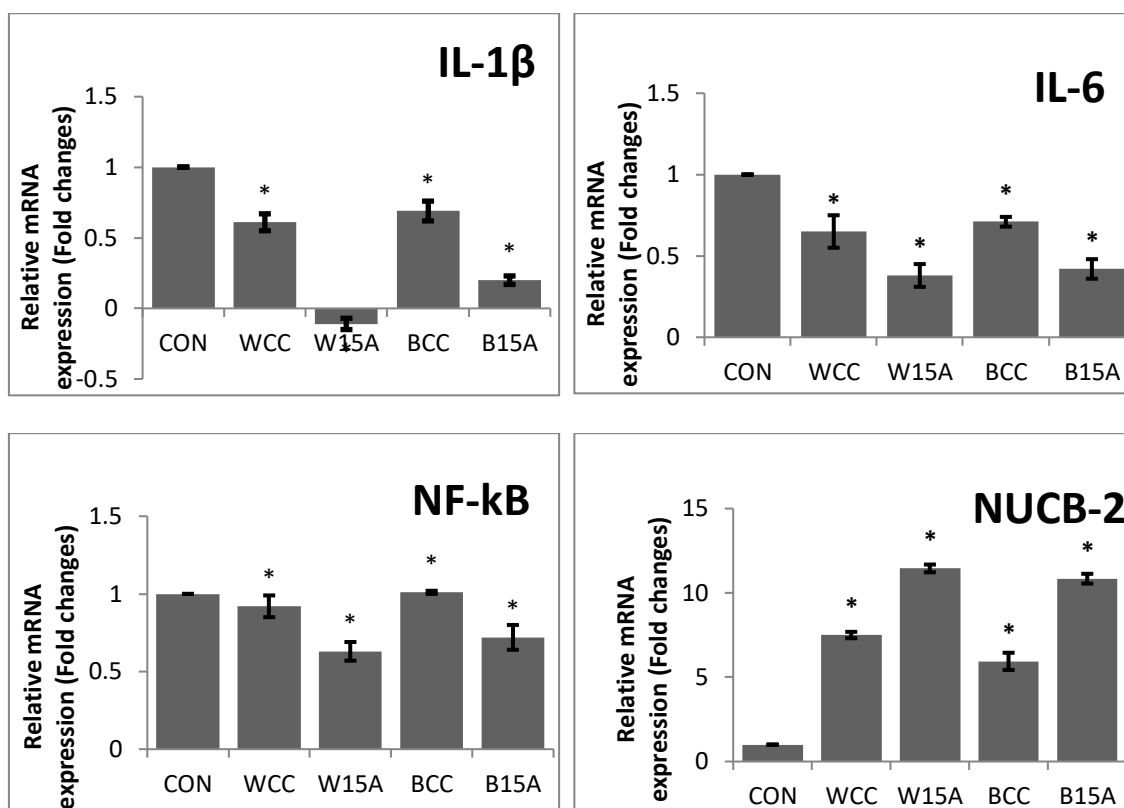 IL-1β
Relative mRNA
expression (Fold changes)
1.5
1
0.5
0
-0.5
*
*
*
*
CON WCC W15A BCC B15A
IL-6
Relative mRNA
expression (Fold changes)
1.5
1
0.5
0
*
*
*
*
CON WCC W15A BCC B15A
NF-kB
Relative mRNA
expression (Fold changes)
1.5
1
0.5
0
*
*
*
*
CON WCC W15A BCC B15A
NUCB-2
Relative mRNA
expression (Fold changes)
15
10
5
0
*
*
*
*
CON WCC W15A BCC B15A